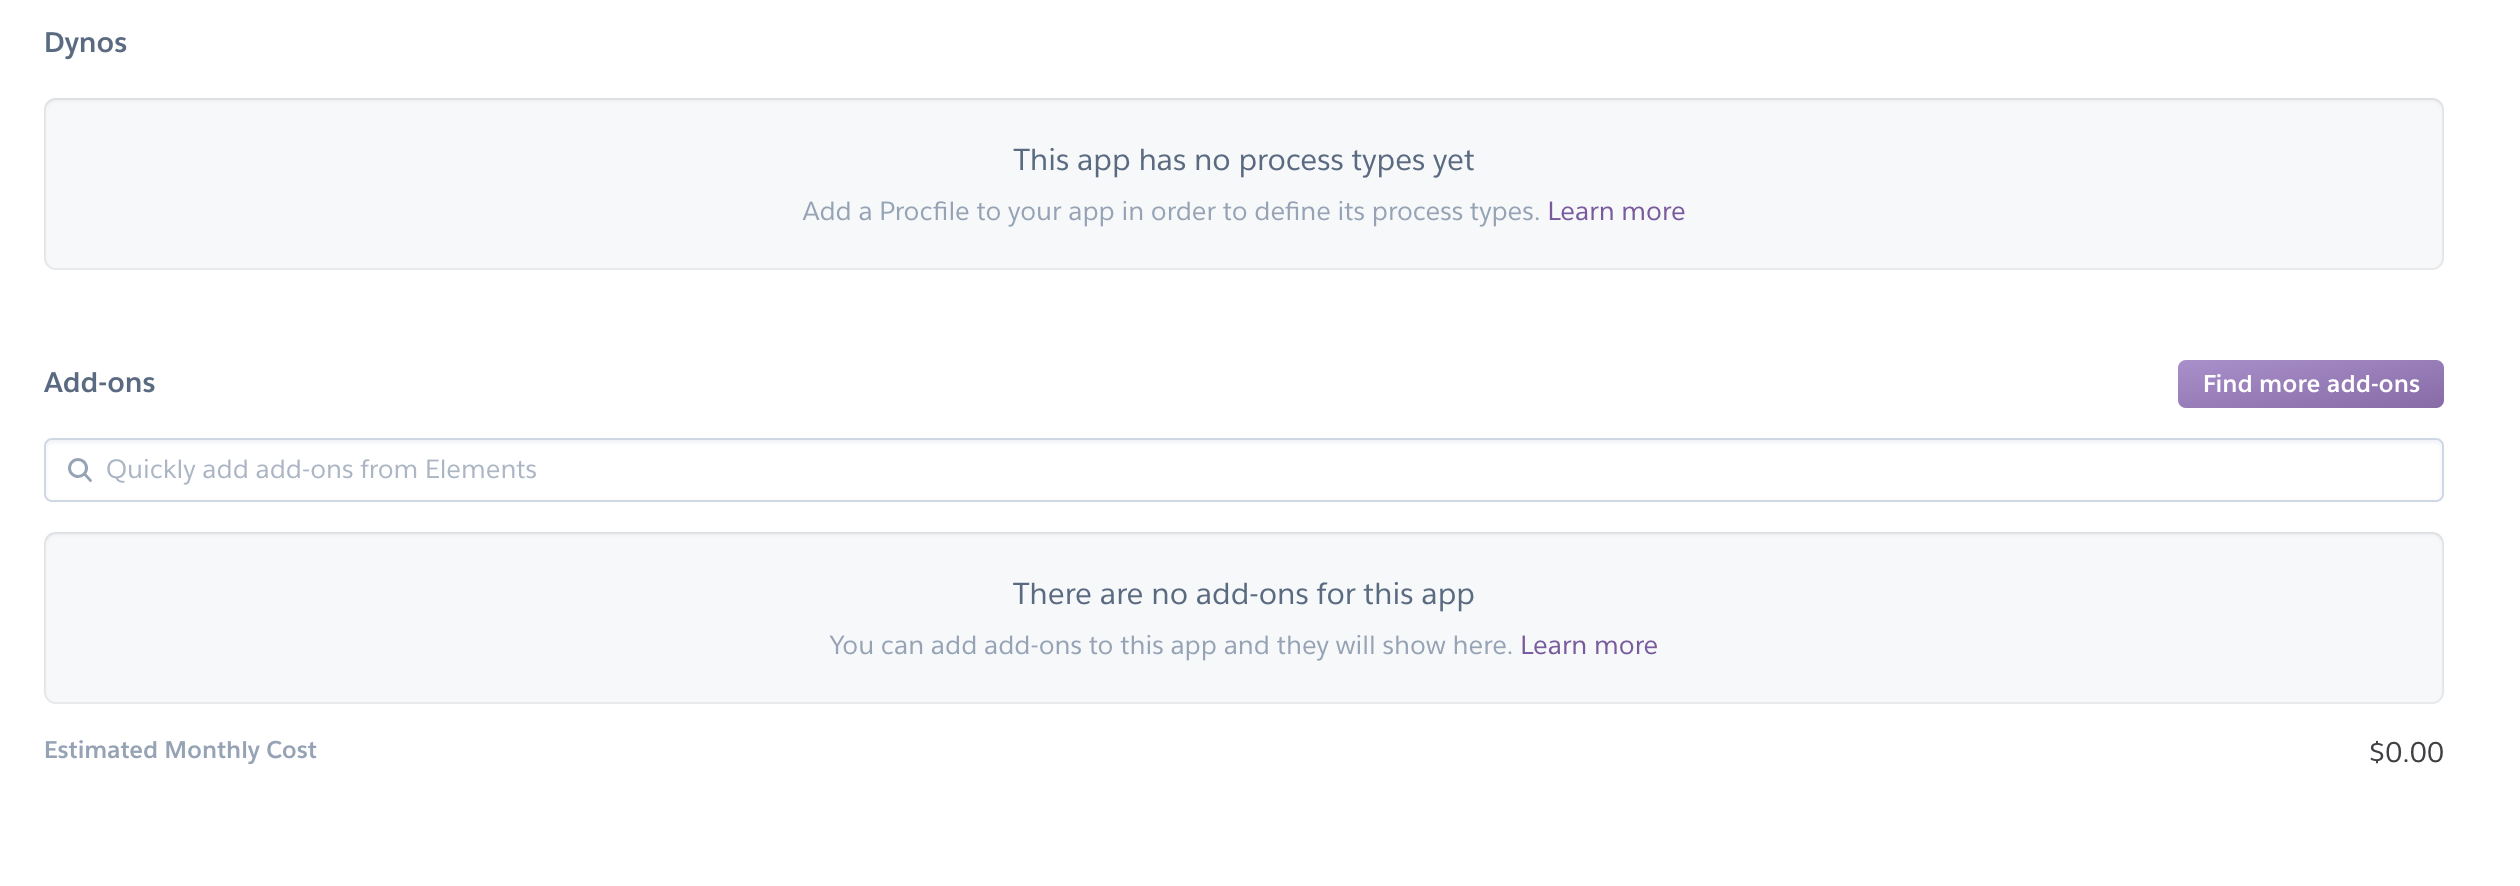 Dynos
This app has no process types yet
Add a Procfile to your app in order to define its process types. Learn more
Add-ons
Find more add-ons
Quickly add add-ons from Elements
There are no add-ons for this app
You can add add-ons to this app and they will show here. Learn more
Estimated Monthly Cost
$0.00